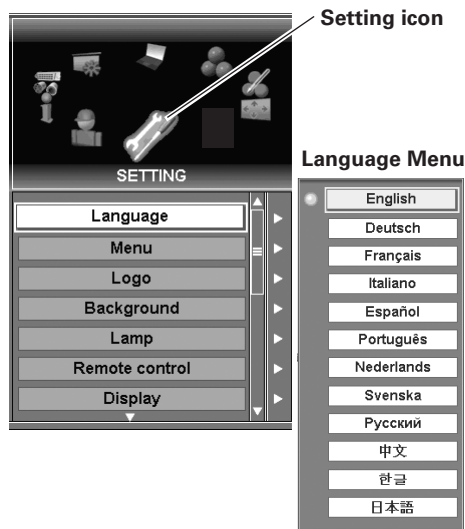 Setting icon
SETTING
Language
Menu
Logo
Background
Lamp
Remote control
Display
Language Menu
English
Deutsch
Français
Italiano
Español
Português
Nederlands
Svenska
Русский
中文
한글
日本語